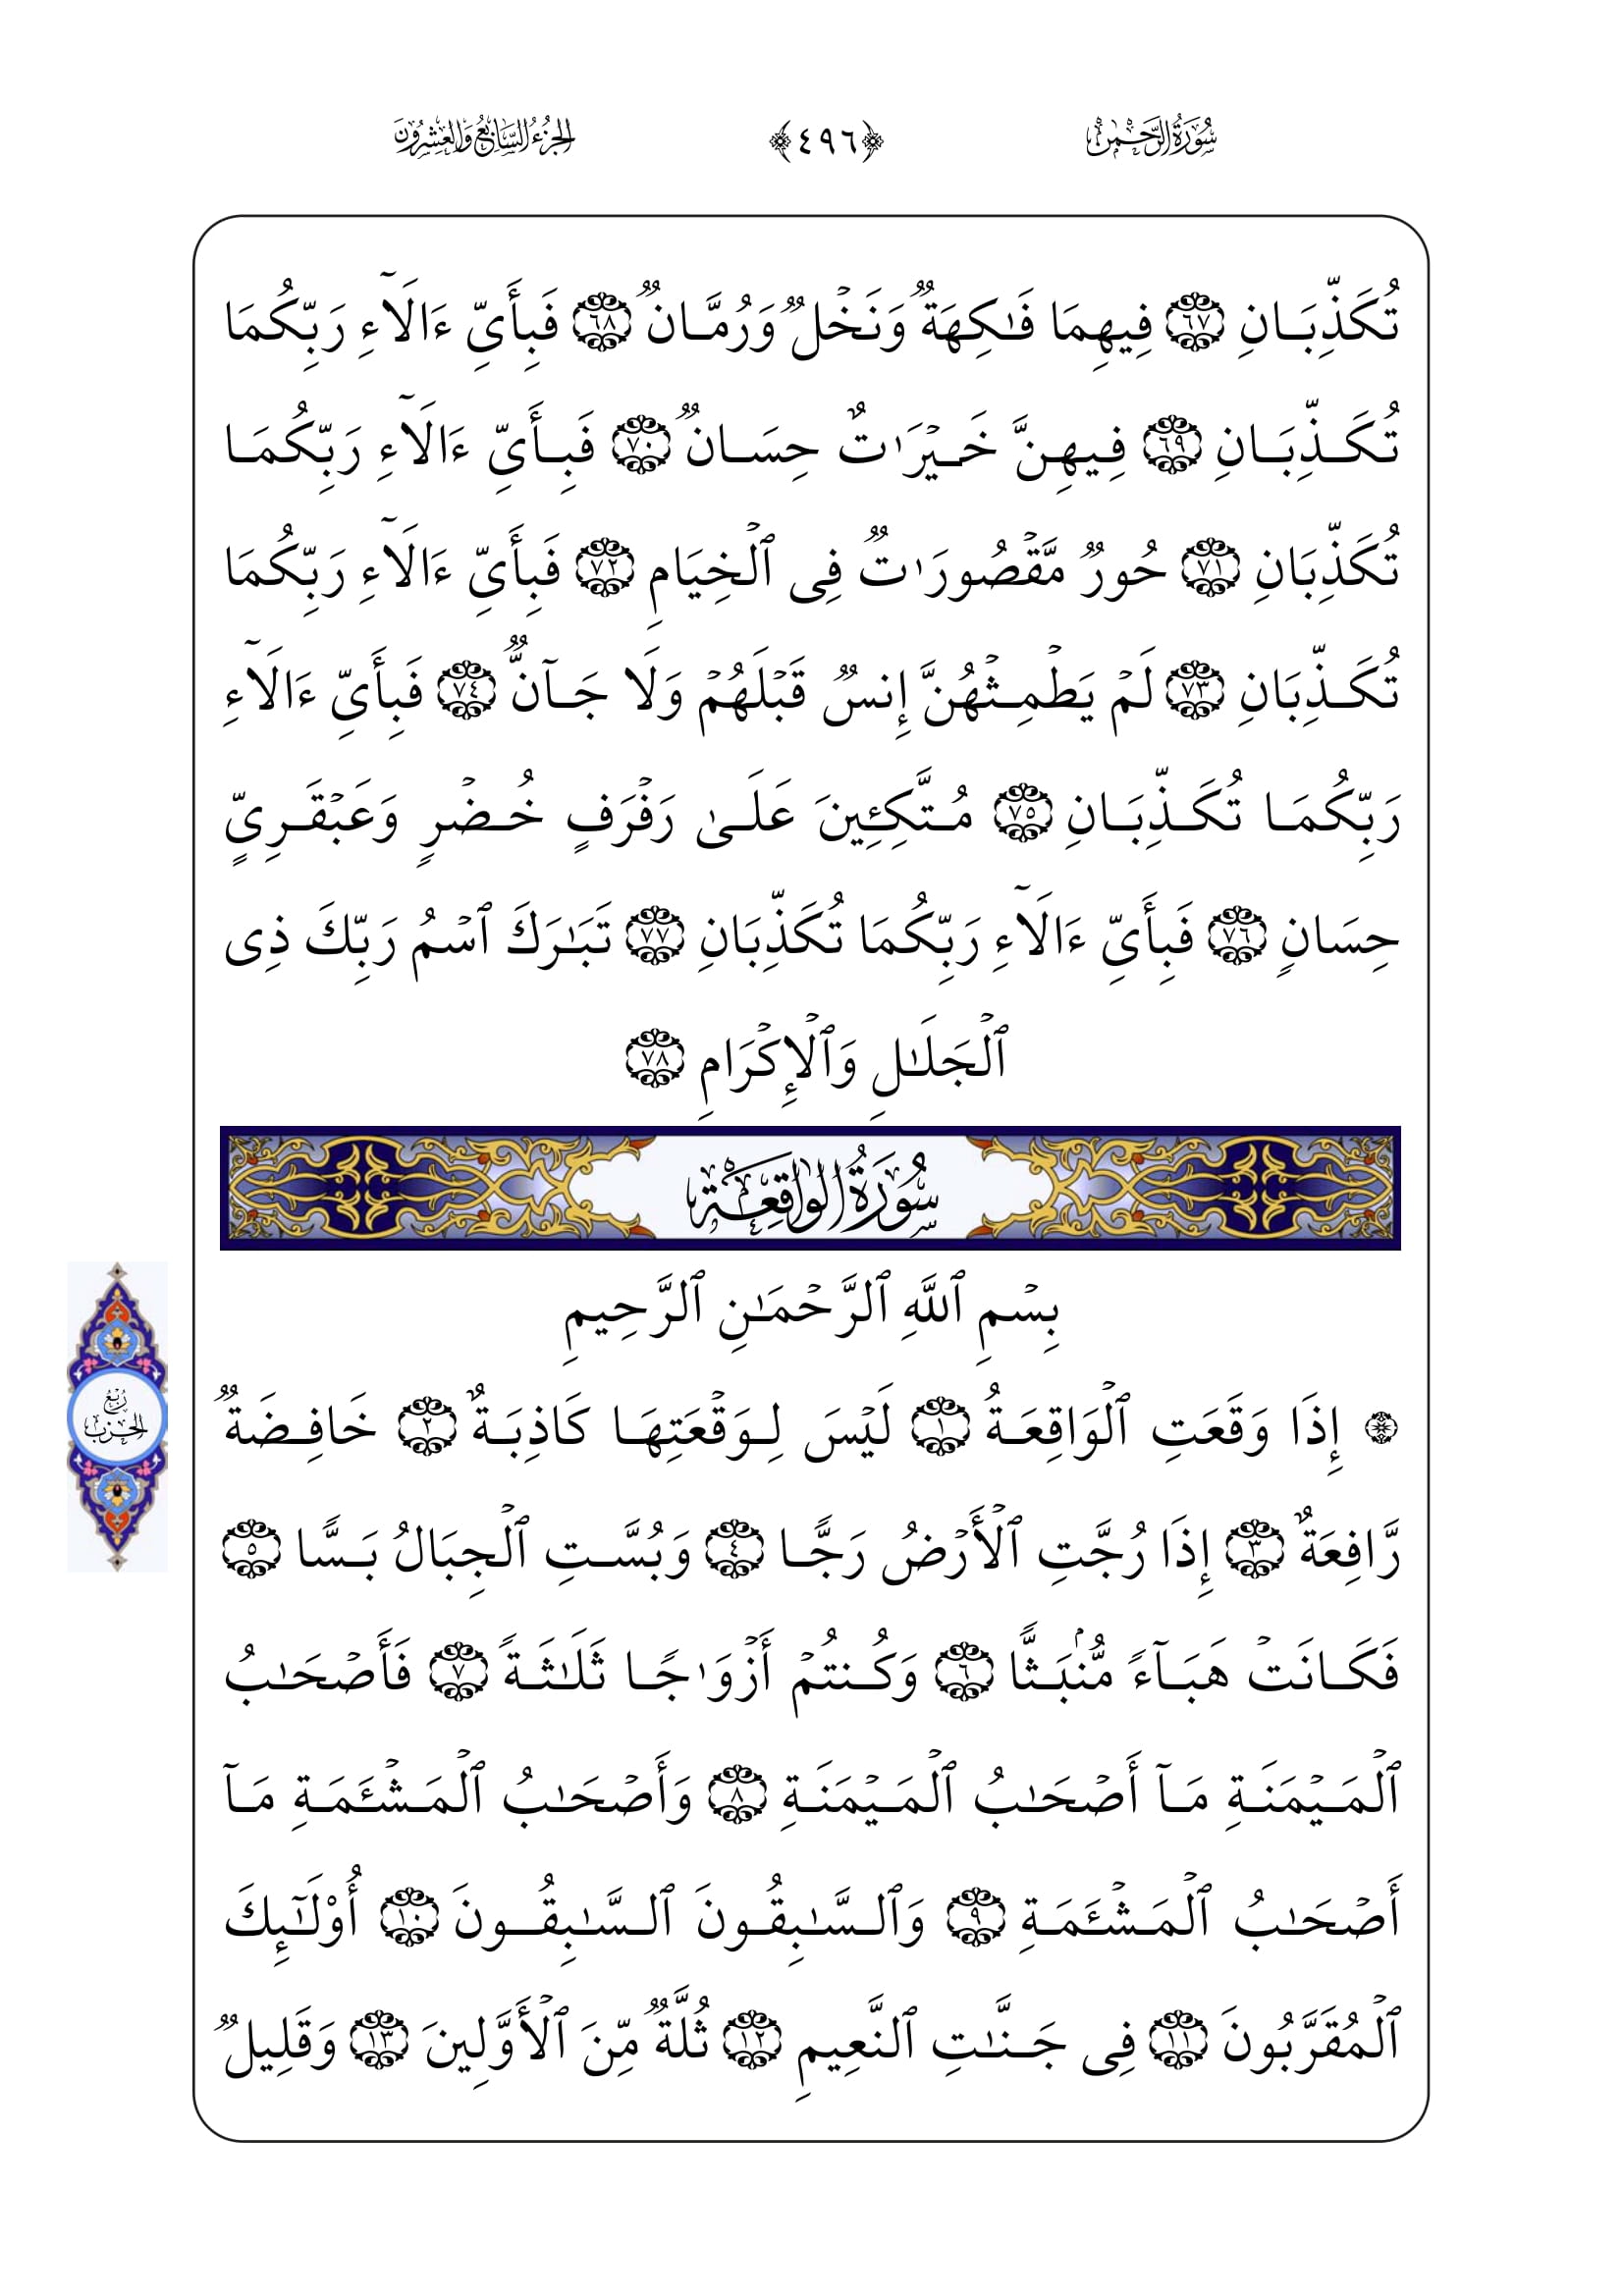 سُورَةُ الرَّحْمٰن ﴿٤٩٦﴾ الجُزْءُ السَّابِعُ وَالعِشْرُونَ
تُكَذِّبَانِ ٦٧ فِيهِمَا فَٰكِهَةٞ وَنَخۡلٞ وَرُمَّانٞ ٦٨ فَبِأَيِّ ءَالَآءِ رَبِّكُمَا
تُكَذِّبَانِ ٦٩ فِيهِنَّ خَيۡرَٰتٌ حِسَانٞ ٧٠ فَبِأَيِّ ءَالَآءِ رَبِّكُمَا
تُكَذِّبَانِ ٧١ حُورٞ مَّقۡصُورَٰتٞ فِي ٱلۡخِيَامِ ٧٢ فَبِأَيِّ ءَالَآءِ رَبِّكُمَا
تُكَذِّبَانِ ٧٣ لَمۡ يَطۡمِثۡهُنَّ إِنسٞ قَبۡلَهُمۡ وَلَا جَآنّٞ ٧٤ فَبِأَيِّ ءَالَآءِ
رَبِّكُمَا تُكَذِّبَانِ ٧٥ مُتَّكِـِٔينَ عَلَىٰ رَفۡرَفٍ خُضۡرٖ وَعَبۡقَرِيٍّ
حِسَانٖ ٧٦ فَبِأَيِّ ءَالَآءِ رَبِّكُمَا تُكَذِّبَانِ ٧٧ تَبَٰرَكَ ٱسۡمُ رَبِّكَ ذِي
ٱلۡجَلَٰلِ وَٱلۡإِكۡرَامِ ٧٨
سُورَةُ الوَاقِعَة
بِسۡمِ ٱللَّهِ ٱلرَّحۡمَٰنِ ٱلرَّحِيمِ
رُبْعُ الحِزْب
۞ إِذَا وَقَعَتِ ٱلۡوَاقِعَةُ ١ لَيۡسَ لِوَقۡعَتِهَا كَاذِبَةٌ ٢ خَافِضَةٞ
رَّافِعَةٌ ٣ إِذَا رُجَّتِ ٱلۡأَرۡضُ رَجّٗا ٤ وَبُسَّتِ ٱلۡجِبَالُ بَسّٗا ٥
فَكَانَتۡ هَبَآءٗ مُّنۢبَثّٗا ٦ وَكُنتُمۡ أَزۡوَٰجٗا ثَلَٰثَةٗ ٧ فَأَصۡحَٰبُ
ٱلۡمَيۡمَنَةِ مَآ أَصۡحَٰبُ ٱلۡمَيۡمَنَةِ ٨ وَأَصۡحَٰبُ ٱلۡمَشۡـَٔمَةِ مَآ
أَصۡحَٰبُ ٱلۡمَشۡـَٔمَةِ ٩ وَٱلسَّٰبِقُونَ ٱلسَّٰبِقُونَ ١٠ أُوْلَٰٓئِكَ
ٱلۡمُقَرَّبُونَ ١١ فِي جَنَّٰتِ ٱلنَّعِيمِ ١٢ ثُلَّةٞ مِّنَ ٱلۡأَوَّلِينَ ١٣ وَقَلِيلٞ